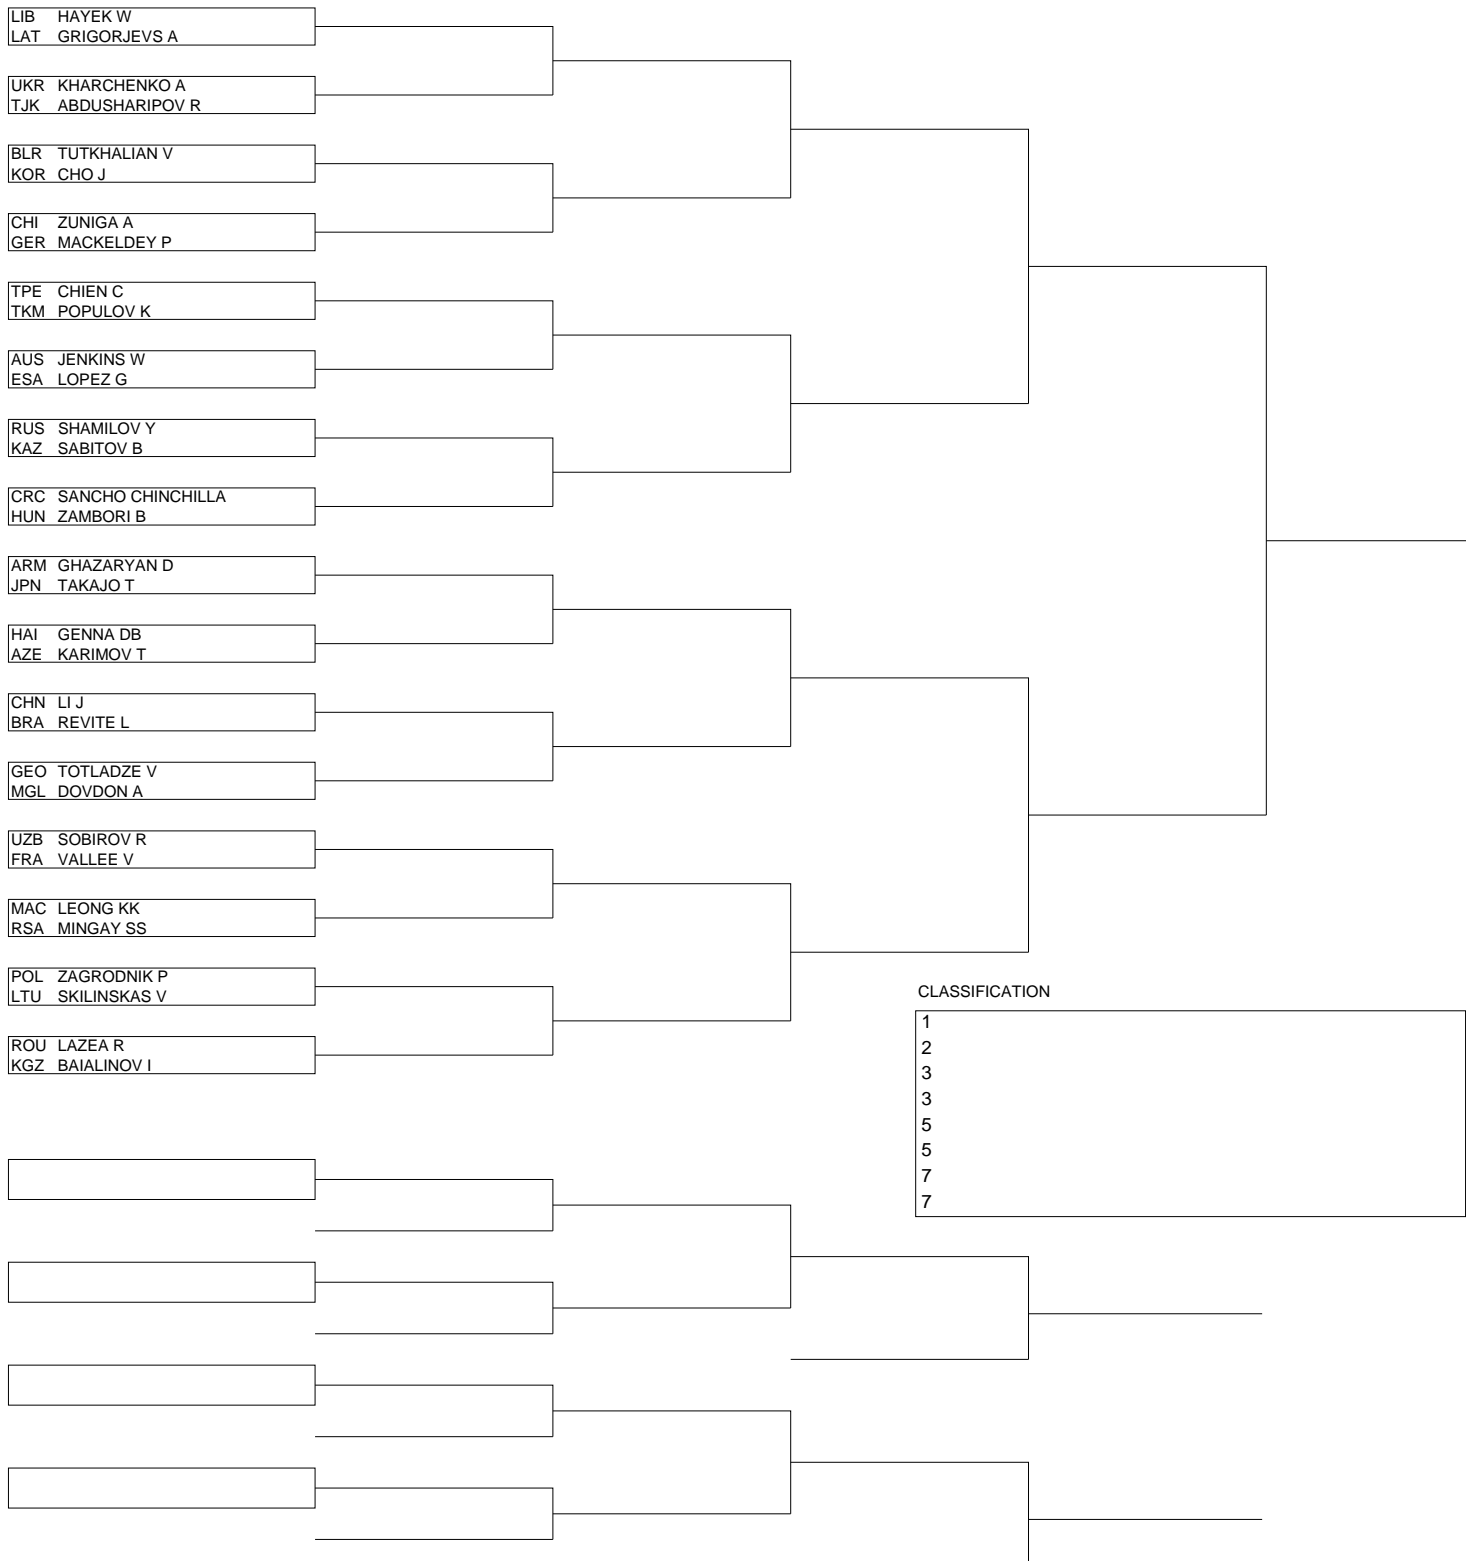 LIB HAYEK W
LAT GRIGORJEVS A
UKR KHARCHENKO A
TJK ABDUSHARIPOV R
BLR TUTKHALIAN V
KOR CHO J
CHI ZUNIGA A
GER MACKELDEY P
TPE CHIEN C
TKM POPULOV K
AUS JENKINS W
ESA LOPEZ G
RUS SHAMILOV Y
KAZ SABITOV B
CRC SANCHO CHINCHILLA
HUN ZAMBORI B
ARM GHAZARYAN D
JPN TAKAJO T
HAI GENNA DB
AZE KARIMOV T
CHN LI J
BRA REVITE L
GEO TOTLADZE V
MGL DOVDON A
UZB SOBIROV R
FRA VALLEE V
MAC LEONG KK
RSA MINGAY SS
POL ZAGRODNIK P
LTU SKILINSKAS V
ROU LAZEA R
KGZ BAIALINOV I
CLASSIFICATION
1
2
3
3
5
5
7
7